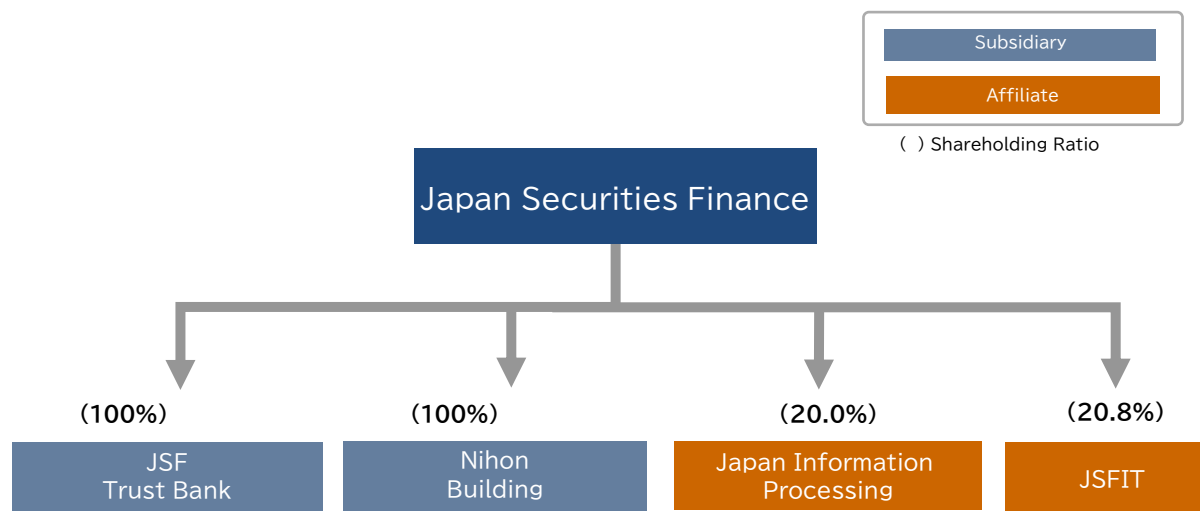 Subsidiary
Affiliate
( ) Shareholding Ratio
Japan Securities Finance
(100%)
(100%)
(20.0%)
(20.8%)
JSF
Trust Bank
Nihon
Building
Japan Information
Processing
JSFIT